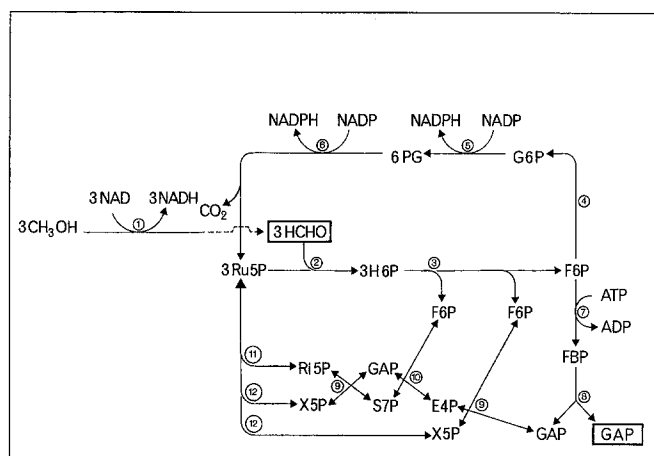 NADPH NADP NADPH NADP
⑥ ⑤
6PG G6P
3NAD 3NADH CO₂ ④
①
3CH₃OH 3HCHO
② ③
3Ru5P 3H6P F6P
ATP
F6P F6P ⑦
ADP
⑪ Ri5P GAP ⑩ FBP
⑫ ⑨ ⑨ ⑧
X5P S7P E4P
⑫ X5P GAP GAP